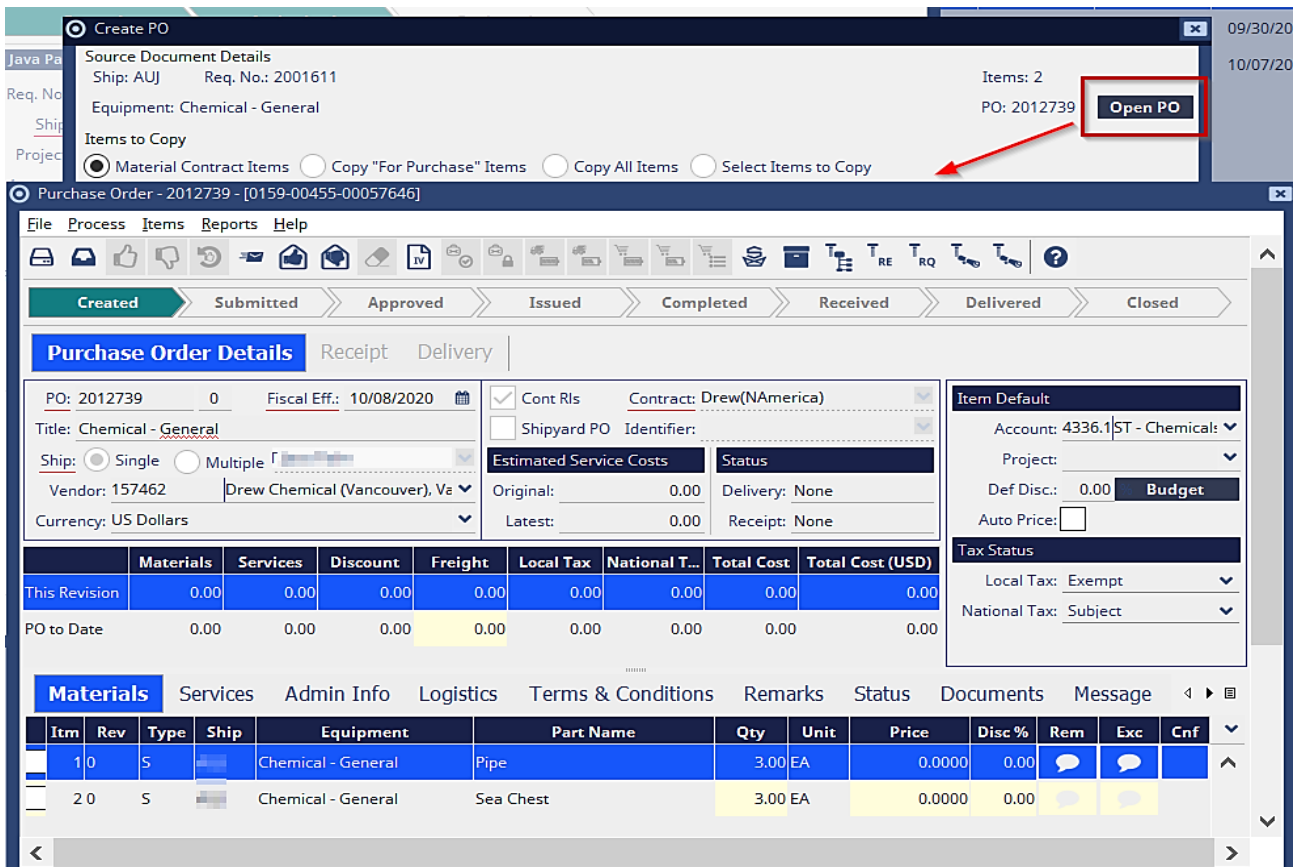 Create PO
09/30/20
Java Pa
Source Document Details
10/07/20
Ship: AUJ Req. No.: 2001611 Items: 2
Req. No
Equipment: Chemical - General PO: 2012739 Open PO
Ship
Items to Copy
Projec
Material Contract Items Copy "For Purchase" Items Copy All Items Select Items to Copy
Purchase Order - 2012739 - [0159-00455-00057646]
File Process Items Reports Help
IV T T RE T RQ T T ?
Created Submitted Approved Issued Completed Received Delivered Closed
Purchase Order Details Receipt Delivery
PO: 2012739 0 Fiscal Eff.: 10/08/2020 Cont Rls Contract: Drew(NAmerica) Item Default
Title: Chemical - General Shipyard PO Identifier: Account: 4336.1 ST - Chemicals
Ship: Single Multiple Estimated Service Costs Status Project:
Vendor: 157462 Drew Chemical (Vancouver), Va Original: 0.00 Delivery: None Def Disc.: 0.00 Budget
Currency: US Dollars Latest: 0.00 Receipt: None Auto Price:
Materials Services Discount Freight Local Tax National T... Total Cost Total Cost (USD) Tax Status
This Revision 0.00 0.00 0.00 0.00 0.00 0.00 0.00 0.00 Local Tax: Exempt
National Tax: Subject
PO to Date 0.00 0.00 0.00 0.00 0.00 0.00 0.00 0.00
Materials Services Admin Info Logistics Terms & Conditions Remarks Status Documents Message
Itm Rev Type Ship Equipment Part Name Qty Unit Price Disc % Rem Exc Cnf
1 0 S Chemical - General Pipe 3.00 EA 0.0000 0.00
2 0 S Chemical - General Sea Chest 3.00 EA 0.0000 0.00